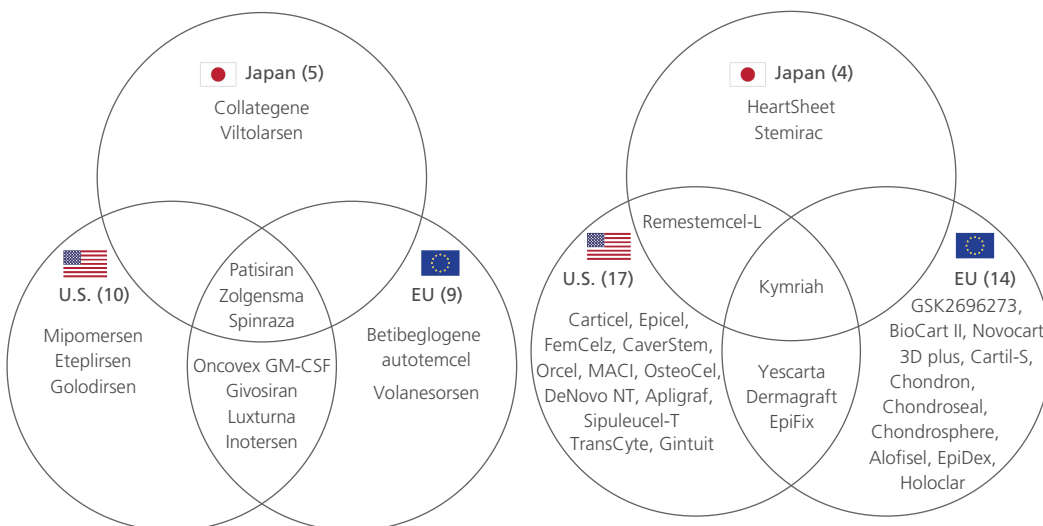 Japan (5)
Collategene
Viltolarsen
U.S. (10)
Mipomersen
Eteplirsen
Golodirsen
Patisiran
Zolgensma
Spinraza
EU (9)
Betibeglogene
autotemcel
Volanesorsen
Oncovex GM-CSF
Givosiran
Luxturna
Inotersen
Japan (4)
HeartSheet
Stemirac
Remestemcel-L
U.S. (17)
Carticel, Epicel,
FemCelz, CaverStem,
Orcel, MACI, OsteoCel,
DeNovo NT, Apligraf,
Sipuleucel-T
TransCyte, Gintuit
Kymriah
Yescarta
Dermagraft
EpiFix
EU (14)
GSK2696273,
BioCart II, Novocart
3D plus, Cartil-S,
Chondron,
Chondroseal,
Chondrosphere,
Alofisel, EpiDex,
Holoclar